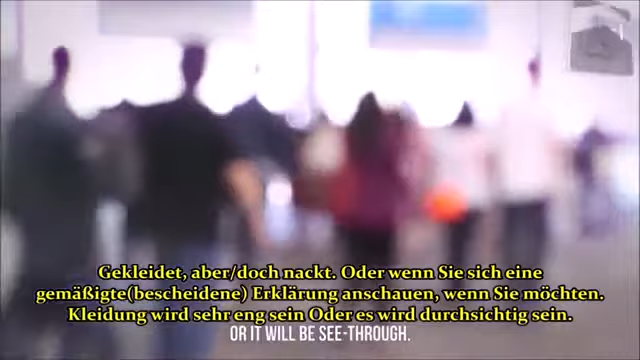 Gekleidet, aber/doch nackt. Oder wenn Sie sich eine
gemäßigte(bescheidene) Erklärung anschauen, wenn Sie möchten.
Kleidung wird sehr eng sein Oder es wird durchsichtig sein.
OR IT WILL BE SEE-THROUGH.